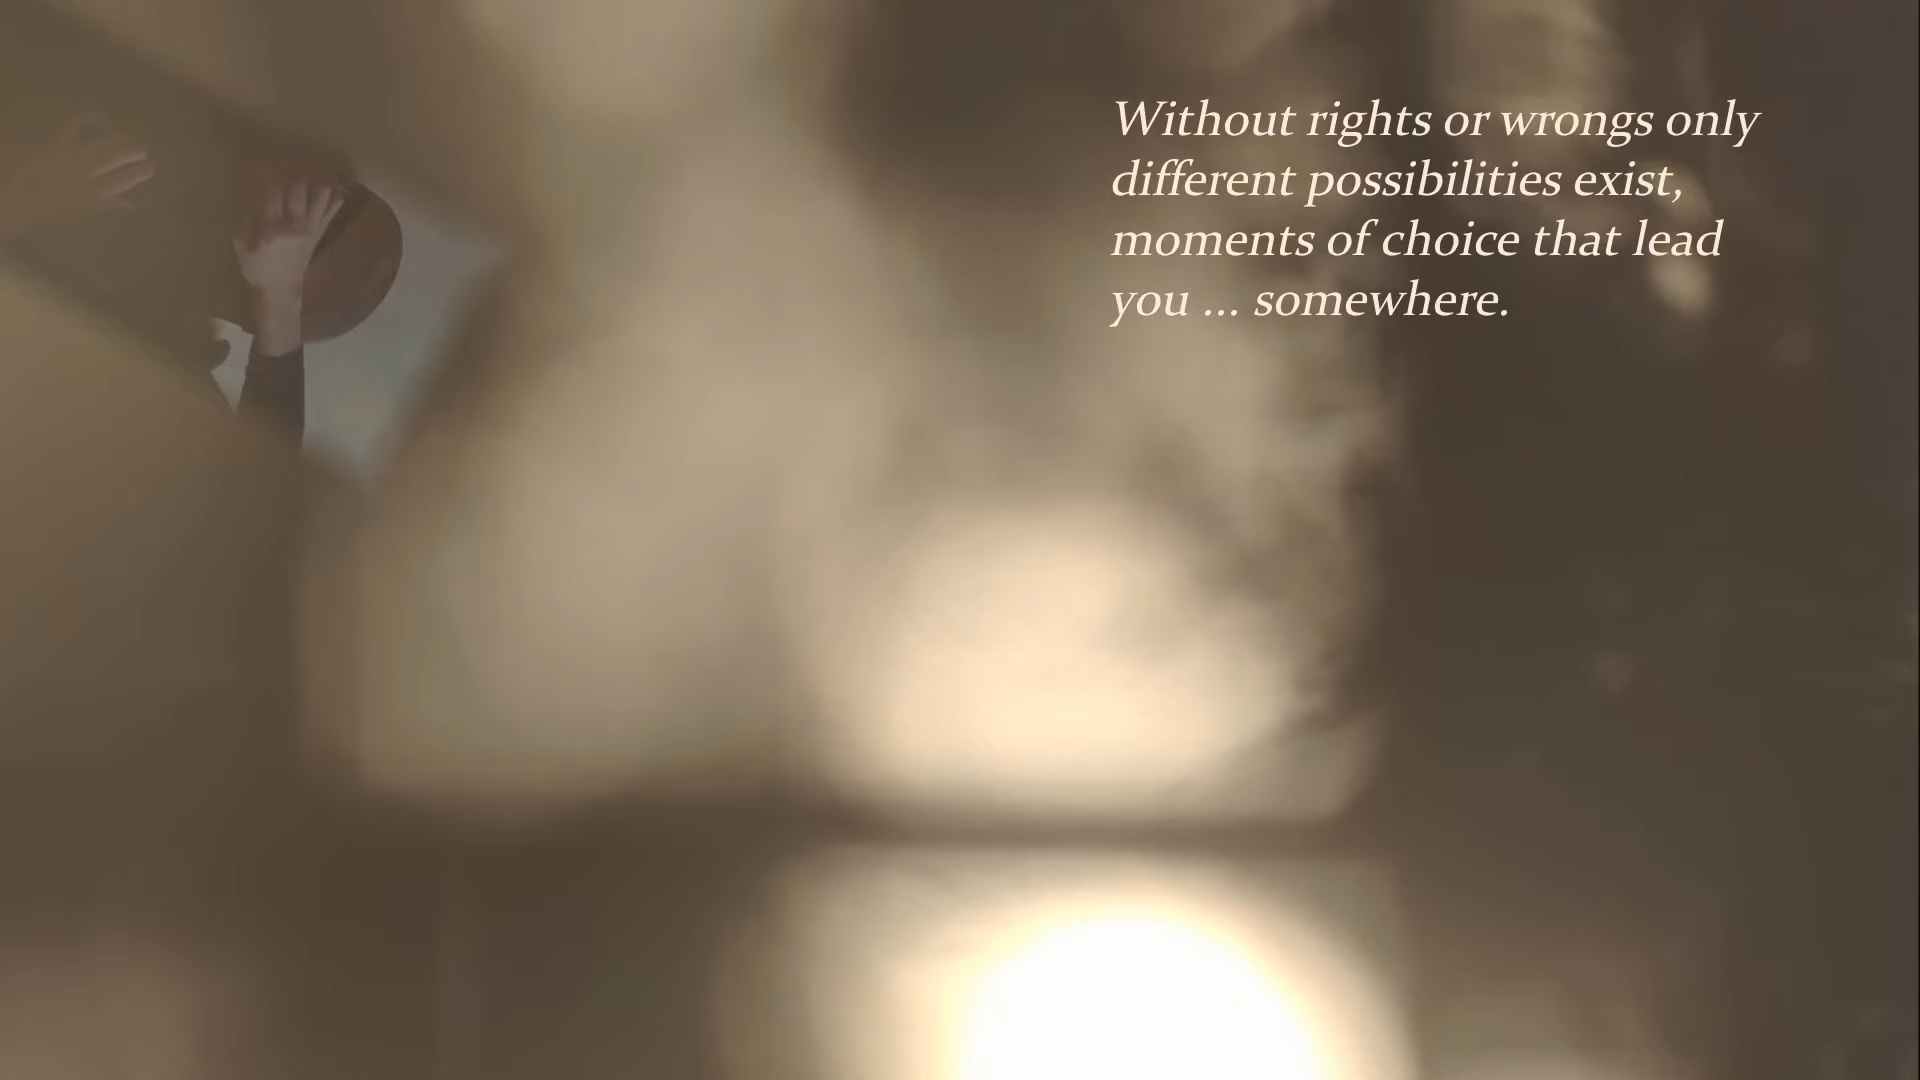 Without rights or wrongs only
different possibilities exist,
moments of choice that lead
you ... somewhere.